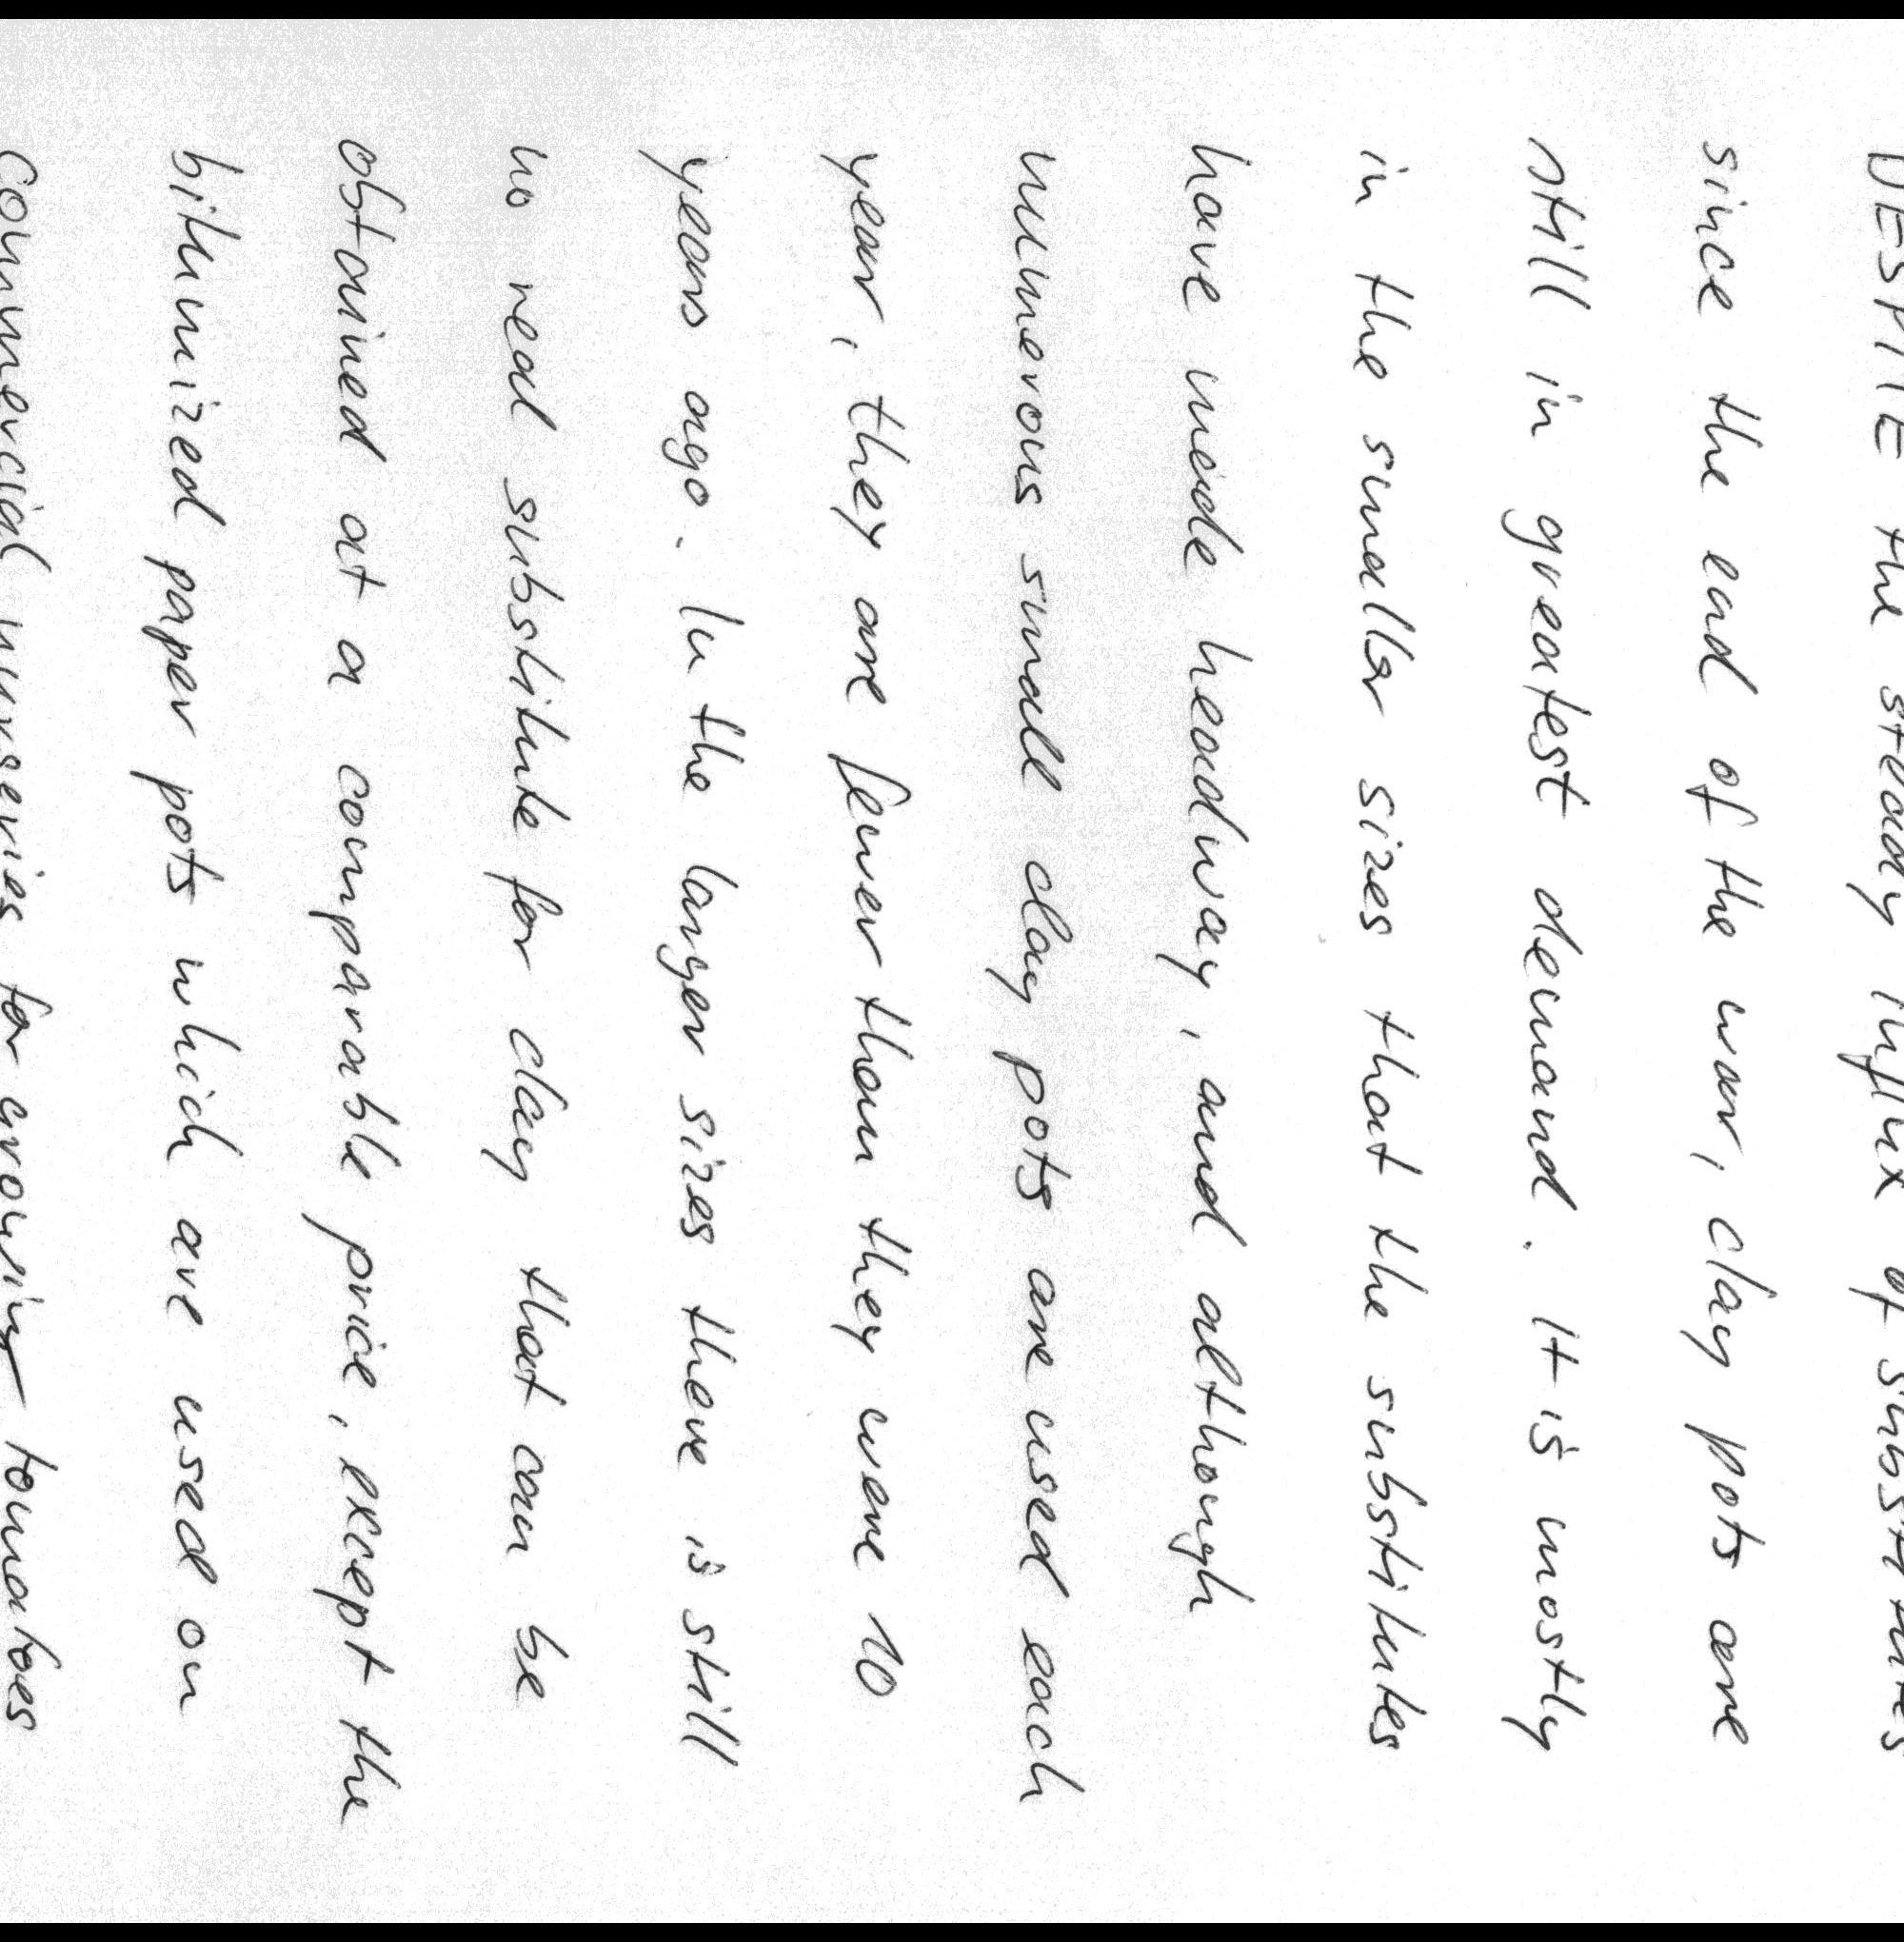 DESPITE the steady influx of substitutes
since the end of the war, clay pots are
still in greatest demand. It is mostly
in the smaller sizes that the substitutes
have made headway, and although
numerous small clay pots are used each
year, they are fewer than they were 10
years ago. In the larger sizes there is still
no real substitute for clay that can be
obtained at a comparable price, except the
bitumized paper pots which are used on
commercial nurseries for growing tomatoes